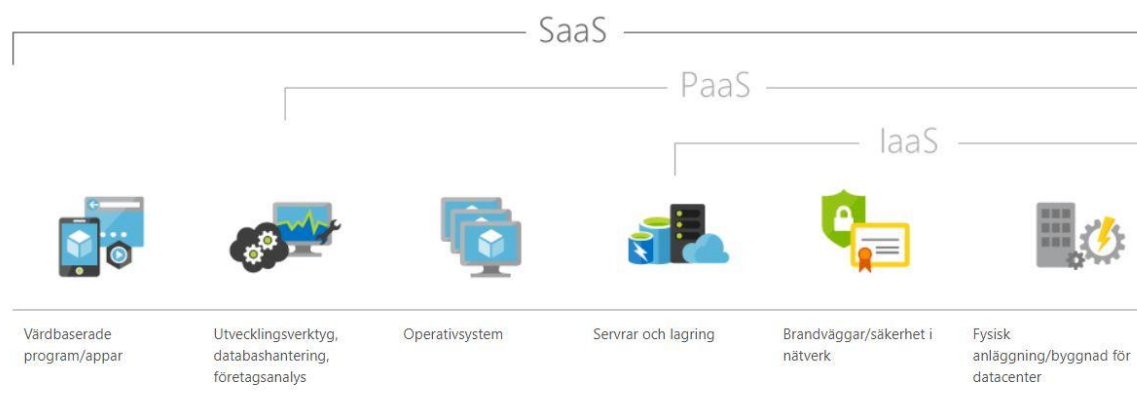 SaaS
PaaS
IaaS
Värdbaserade
program/appar
Utvecklingsverktyg,
databashantering,
företagsanalys
Operativsystem
Servrar och lagring
Brandväggar/säkerhet i
nätverk
Fysisk
anläggning/byggnad för
datacenter